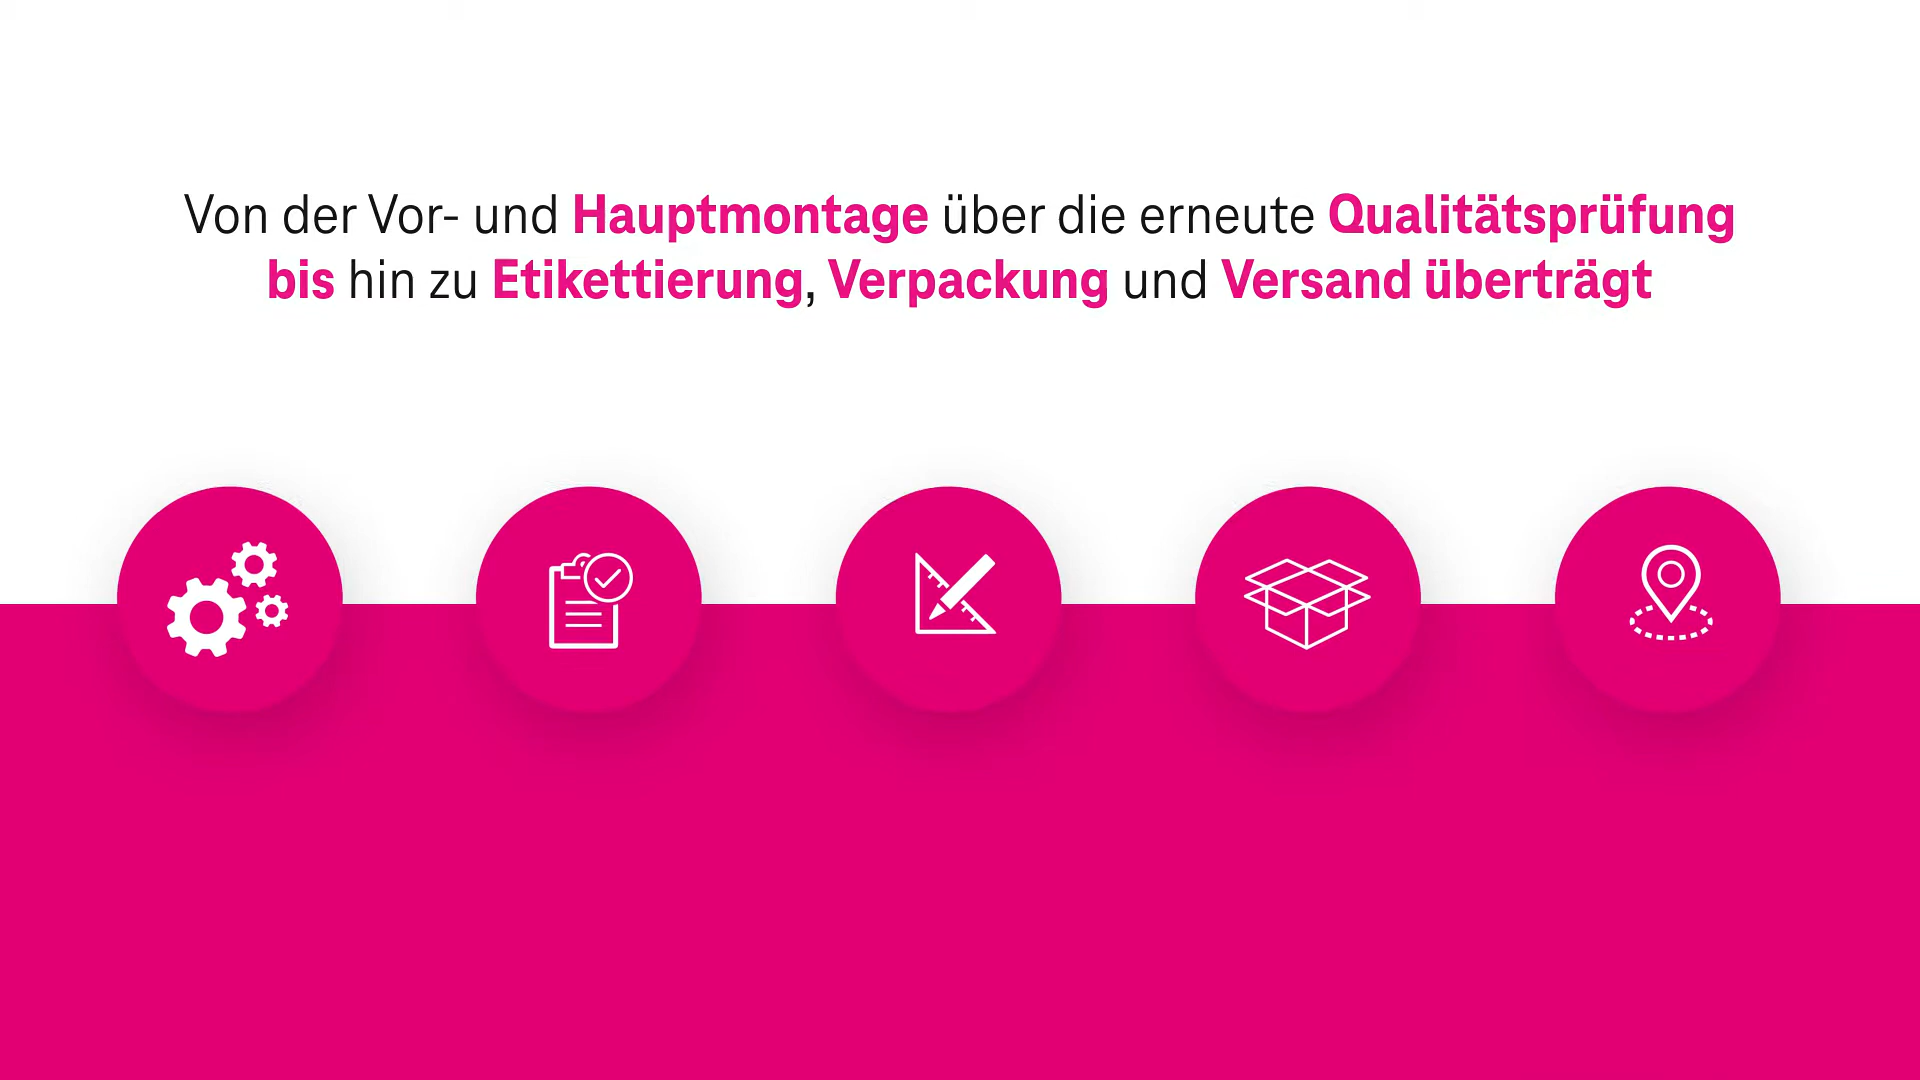 Von der Vor- und Hauptmontage über die erneute Qualitätsprüfung
bis hin zu Etikettierung, Verpackung und Versand überträgt